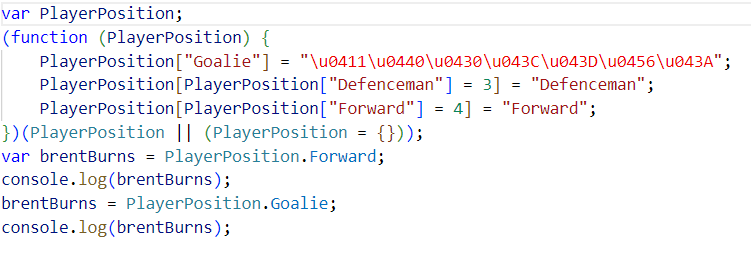 var PlayerPosition;
(function (PlayerPosition) {
    PlayerPosition["Goalie"] = "\u0411\u0440\u0430\u043C\u043D\u0456\u043A";
    PlayerPosition[PlayerPosition["Defenceman"] = 3] = "Defenceman";
    PlayerPosition[PlayerPosition["Forward"] = 4] = "Forward";
})(PlayerPosition || (PlayerPosition = {}));
var brentBurns = PlayerPosition.Forward;
console.log(brentBurns);
brentBurns = PlayerPosition.Goalie;
console.log(brentBurns);